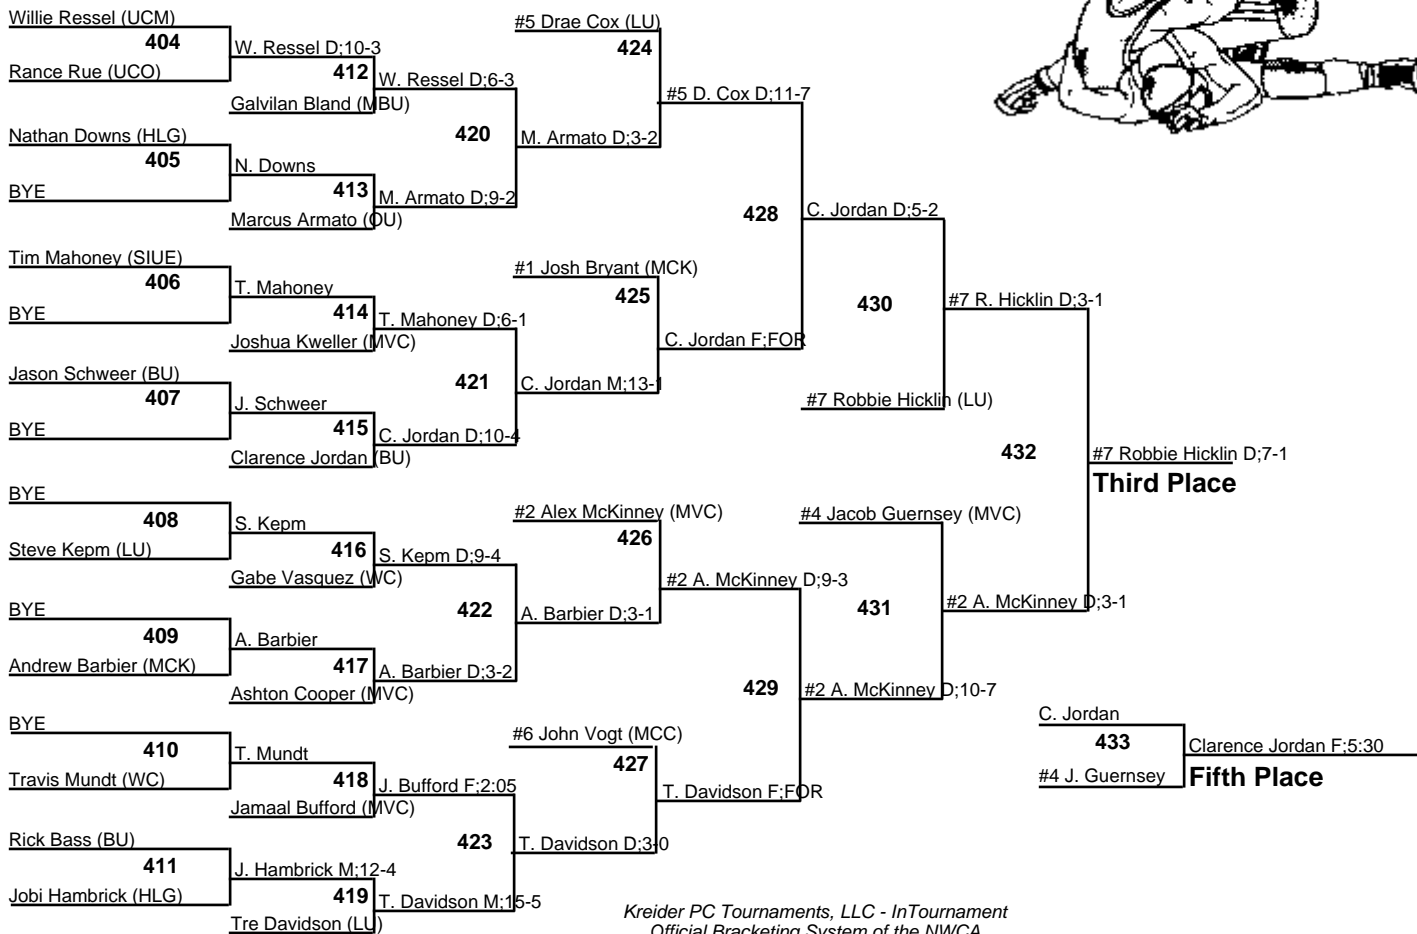 Willie Ressel (UCM)
404
Rance Rue (UCO)
W. Ressel D;10-3
412
Galvilan Bland (MBU)
W. Ressel D;6-3
Nathan Downs (HLG)
405
BYE
N. Downs
413
Marcus Armato (OU)
M. Armato D;9-2
420
M. Armato D;3-2
#5 Drae Cox (LU)
424
#5 D. Cox D;11-7
Tim Mahoney (SIUE)
406
BYE
T. Mahoney
414
Joshua Kweller (MVC)
T. Mahoney D;6-1
Jason Schweer (BU)
407
BYE
J. Schweer
415
Clarence Jordan (BU)
C. Jordan D;10-4
421
C. Jordan M;13-1
#1 Josh Bryant (MCK)
425
C. Jordan F;FOR
428
C. Jordan D;5-2
430
#7 Robbie Hicklin (LU)
#7 R. Hicklin D;3-1
BYE
408
Steve Kepm (LU)
S. Kepm
416
Gabe Vasquez (WC)
S. Kepm D;9-4
BYE
409
Andrew Barbier (MCK)
A. Barbier
417
Ashton Cooper (MVC)
A. Barbier D;3-2
422
A. Barbier D;3-1
#2 Alex McKinney (MVC)
426
#2 A. McKinney D;9-3
BYE
410
Travis Mundt (WC)
T. Mundt
418
Jamaal Bufford (MVC)
J. Bufford F;2:05
Rick Bass (BU)
411
Jobi Hambrick (HLG)
J. Hambrick M;12-4
419
Tre Davidson (LU)
T. Davidson M;15-5
423
T. Davidson D;3-0
#6 John Vogt (MCC)
427
T. Davidson F;FOR
429
#2 A. McKinney D;10-7
#4 Jacob Guernsey (MVC)
431
#2 A. McKinney D;3-1
432
#7 Robbie Hicklin D;7-1
Third Place
C. Jordan
433
#4 J. Guernsey
Clarence Jordan F;5:30
Fifth Place
Kreider PC Tournaments, LLC - InTournament
Official Bracketing System of the NWCA